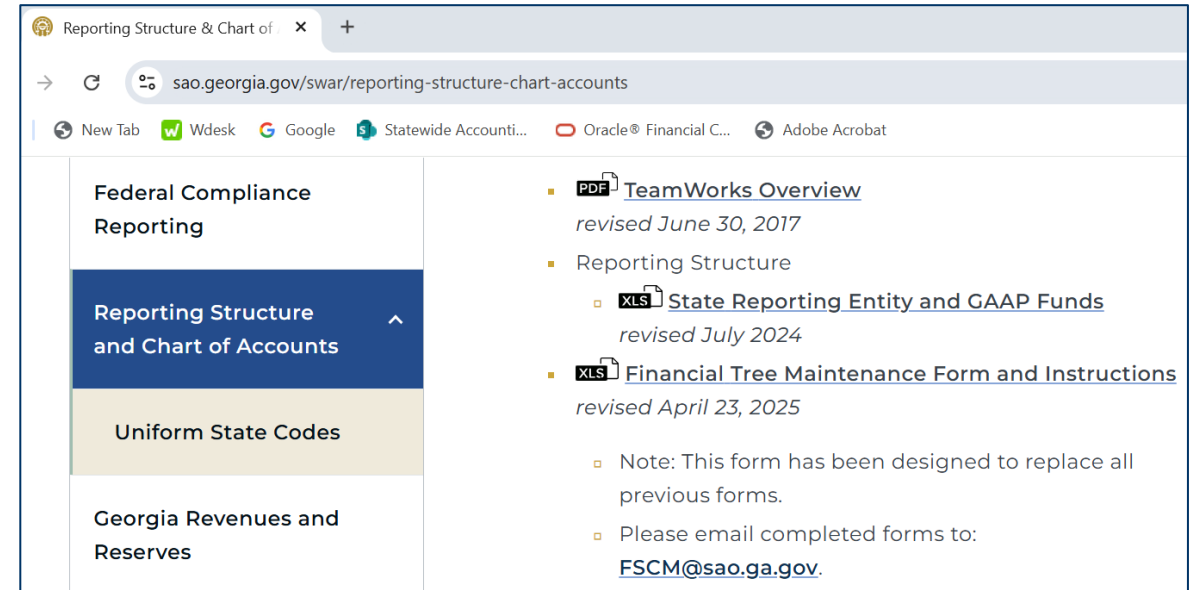 Reporting Structure & Chart of
sao.georgia.gov/swar/reporting-structure-chart-accounts
New Tab Wdesk Google Statewide Accounti... Oracle® Financial C... Adobe Acrobat
Federal Compliance
Reporting
Reporting Structure
and Chart of Accounts
Uniform State Codes
Georgia Revenues and
Reserves
PDF TeamWorks Overview
revised June 30, 2017
Reporting Structure
XLS State Reporting Entity and GAAP Funds
revised July 2024
XLS Financial Tree Maintenance Form and Instructions
revised April 23, 2025
Note: This form has been designed to replace all
previous forms.
Please email completed forms to:
FSCM@sao.ga.gov.